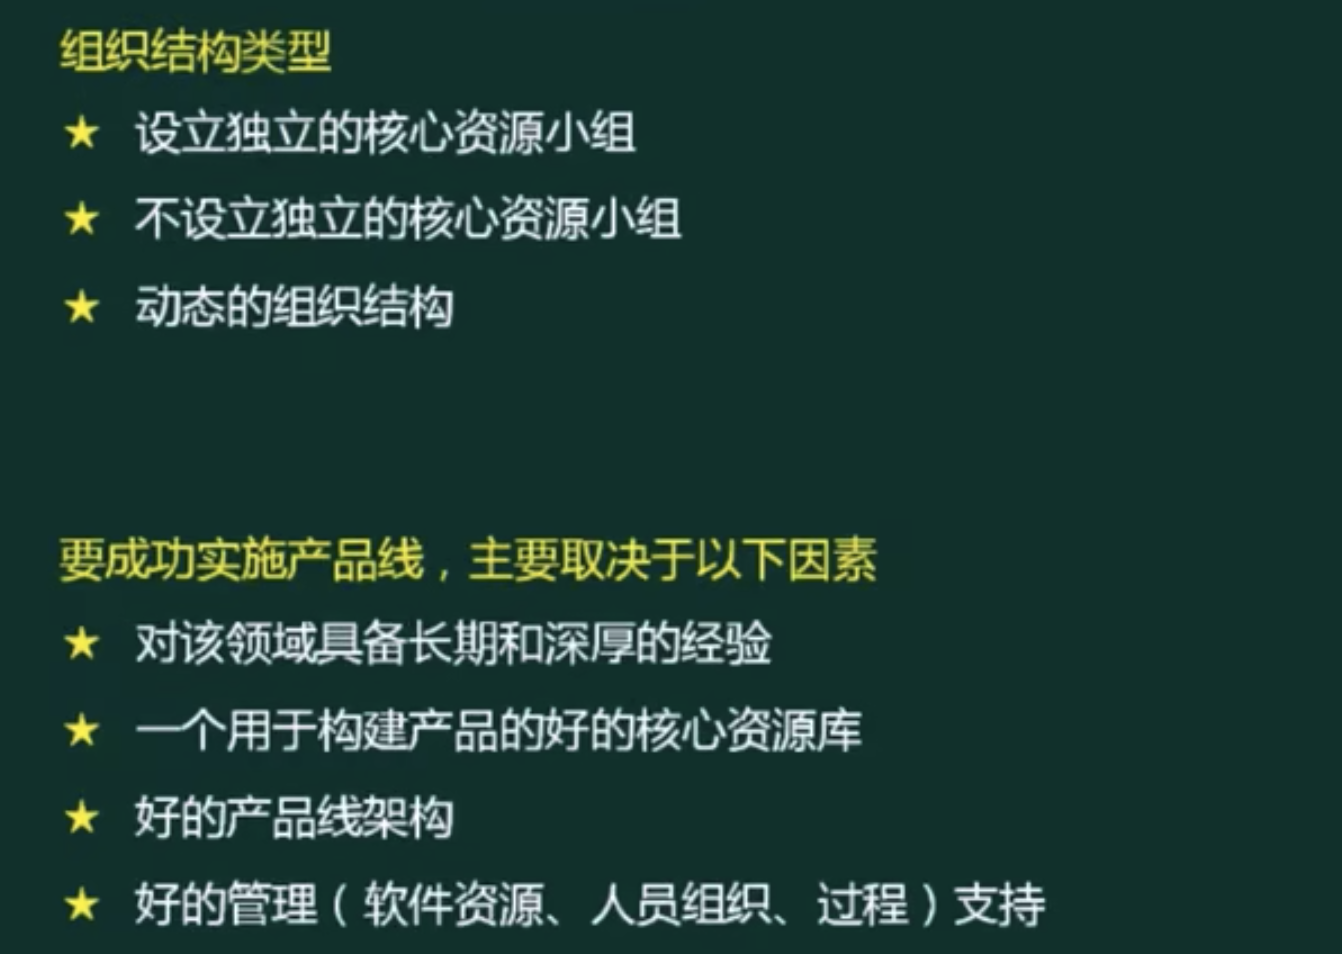 组织结构类型
★ 设立独立的核心资源小组
★ 不设立独立的核心资源小组
★ 动态的组织结构
要成功实施产品线，主要取决于以下因素
★ 对该领域具备长期和深厚的经验
★ 一个用于构建产品的好的核心资源库
★ 好的产品线架构
★ 好的管理（软件资源、人员组织、过程）支持